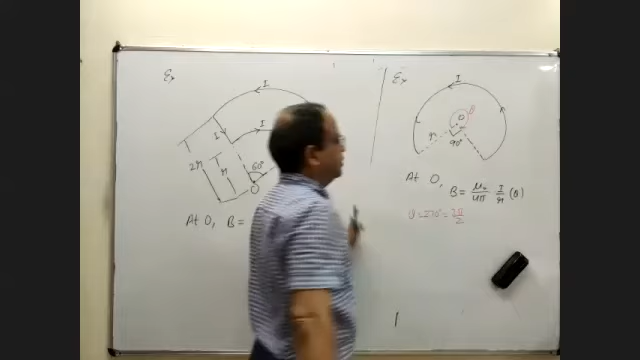 Ex
I
I
I
2r
r
60°
O
At O, B =
Ex
I
θ
O
r
90°
At O,
B = μ₀/4π I/r (θ)
θ = 270° = 3π/2